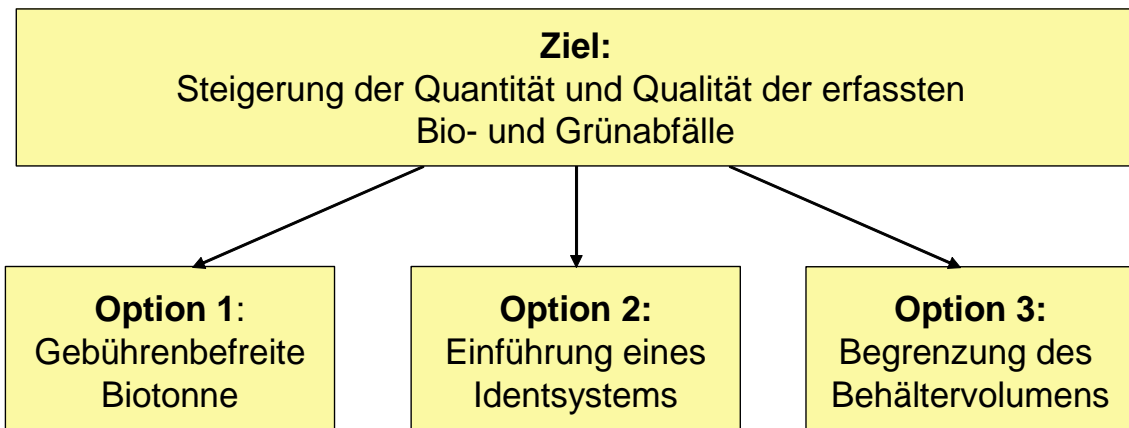 Ziel:
Steigerung der Quantität und Qualität der erfassten
Bio- und Grünabfälle
Option 1:
Gebührenbefreite
Biotonne
Option 2:
Einführung eines
Identsystems
Option 3:
Begrenzung des
Behältervolumens